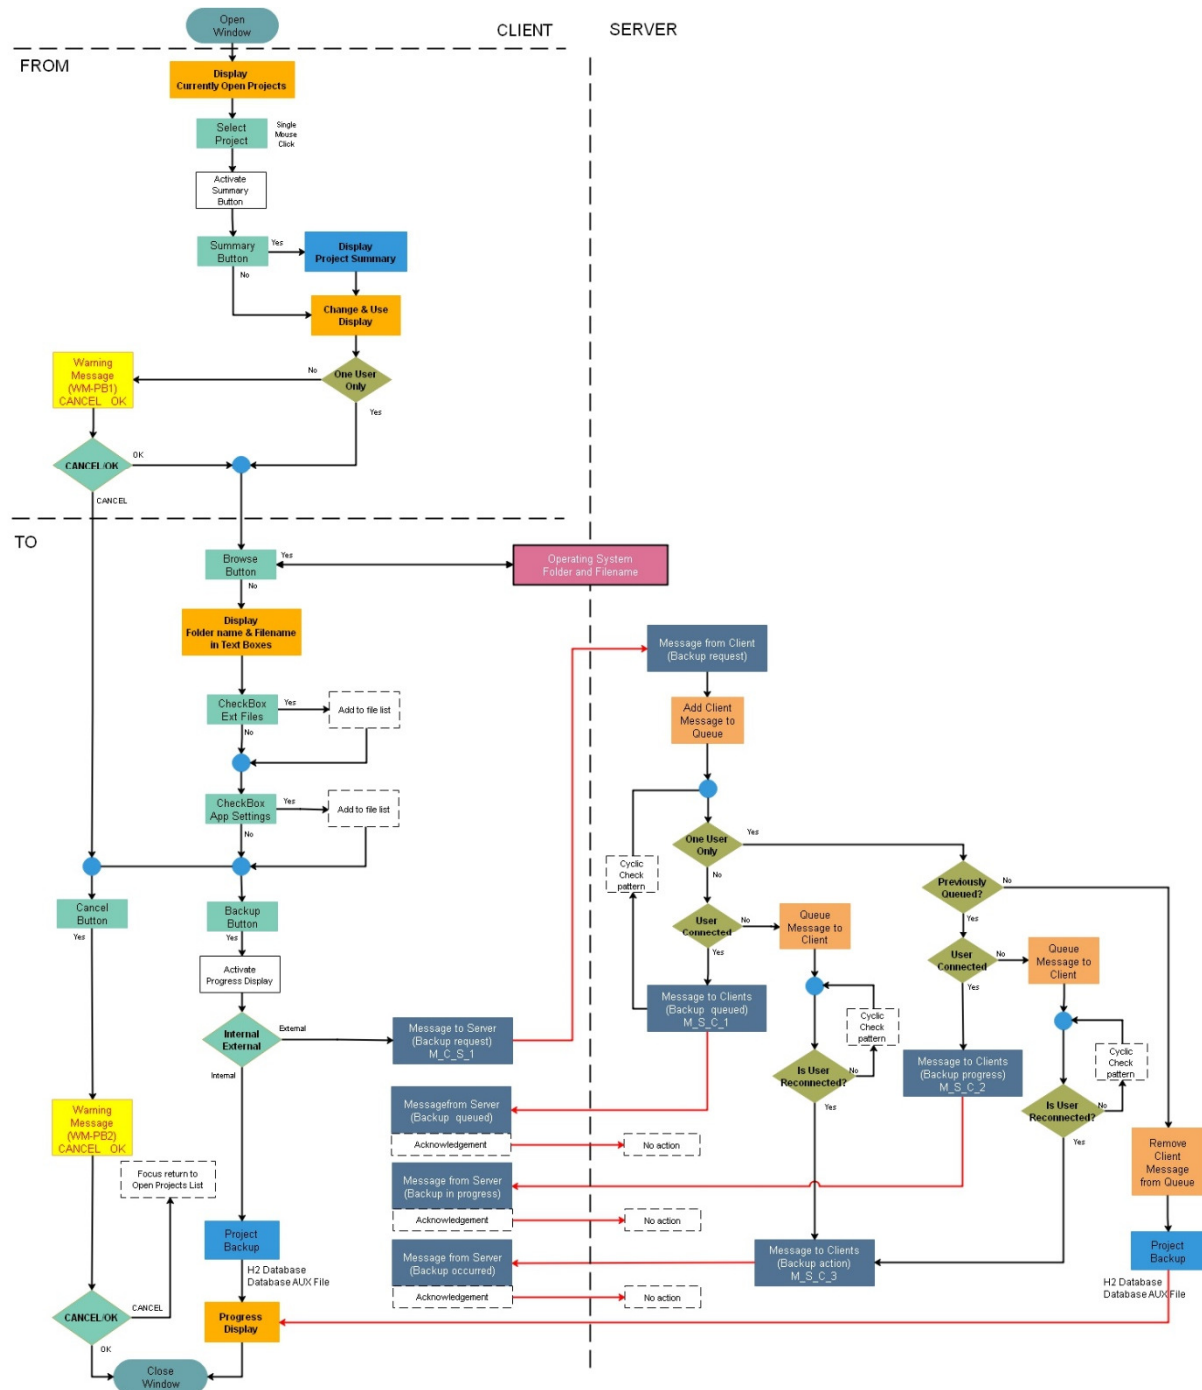 Open
Window
CLIENT
SERVER
FROM
Display
Currently Open Projects
Select
Project
Single
Mouse
Click
Activate
Summary
Button
Summary
Button
Yes
No
Display
Project Summary
Change & Use
Display
One User
Only
No
Yes
Warning
Message
(WM-PB1)
CANCEL OK
CANCEL/OK
OK
CANCEL
TO
Browse
Button
Yes
No
Operating System
Folder and Filename
Display
Folder name & Filename
in Text Boxes
CheckBox
Ext Files
Yes
No
Add to file list
CheckBox
App Settings
Yes
No
Add to file list
Cancel
Button
Yes
Backup
Button
Yes
Activate
Progress Display
Internal
External
External
Internal
Message to Server
(Backup request)
M_C_S_1
Messagefrom Server
(Backup queued)
Acknowledgement
No action
Message from Server
(Backup in progress)
Acknowledgement
No action
Message from Server
(Backup occurred)
Acknowledgement
No action
Warning
Message
(WM-PB2)
CANCEL OK
Focus return to
Open Projects List
CANCEL/OK
CANCEL
OK
Project
Backup
H2 Database
Database AUX File
Progress
Display
Close
Window
Message from Client
(Backup request)
Add Client
Message to
Queue
One User
Only
Yes
No
Cyclic
Check
pattern
User
Connected
No
Yes
Queue
Message to
Client
Message to Clients
(Backup queued)
M_S_C_1
Cyclic
Check
pattern
Is User
Reconnected?
No
Yes
Previously
Queued?
No
Yes
User
Connected
No
Yes
Queue
Message to
Client
Message to Clients
(Backup progress)
M_S_C_2
Cyclic
Check
pattern
Is User
Reconnected?
No
Yes
Message to Clients
(Backup action)
M_S_C_3
Remove
Client
Message
from Queue
Project
Backup
H2 Database
Database AUX File